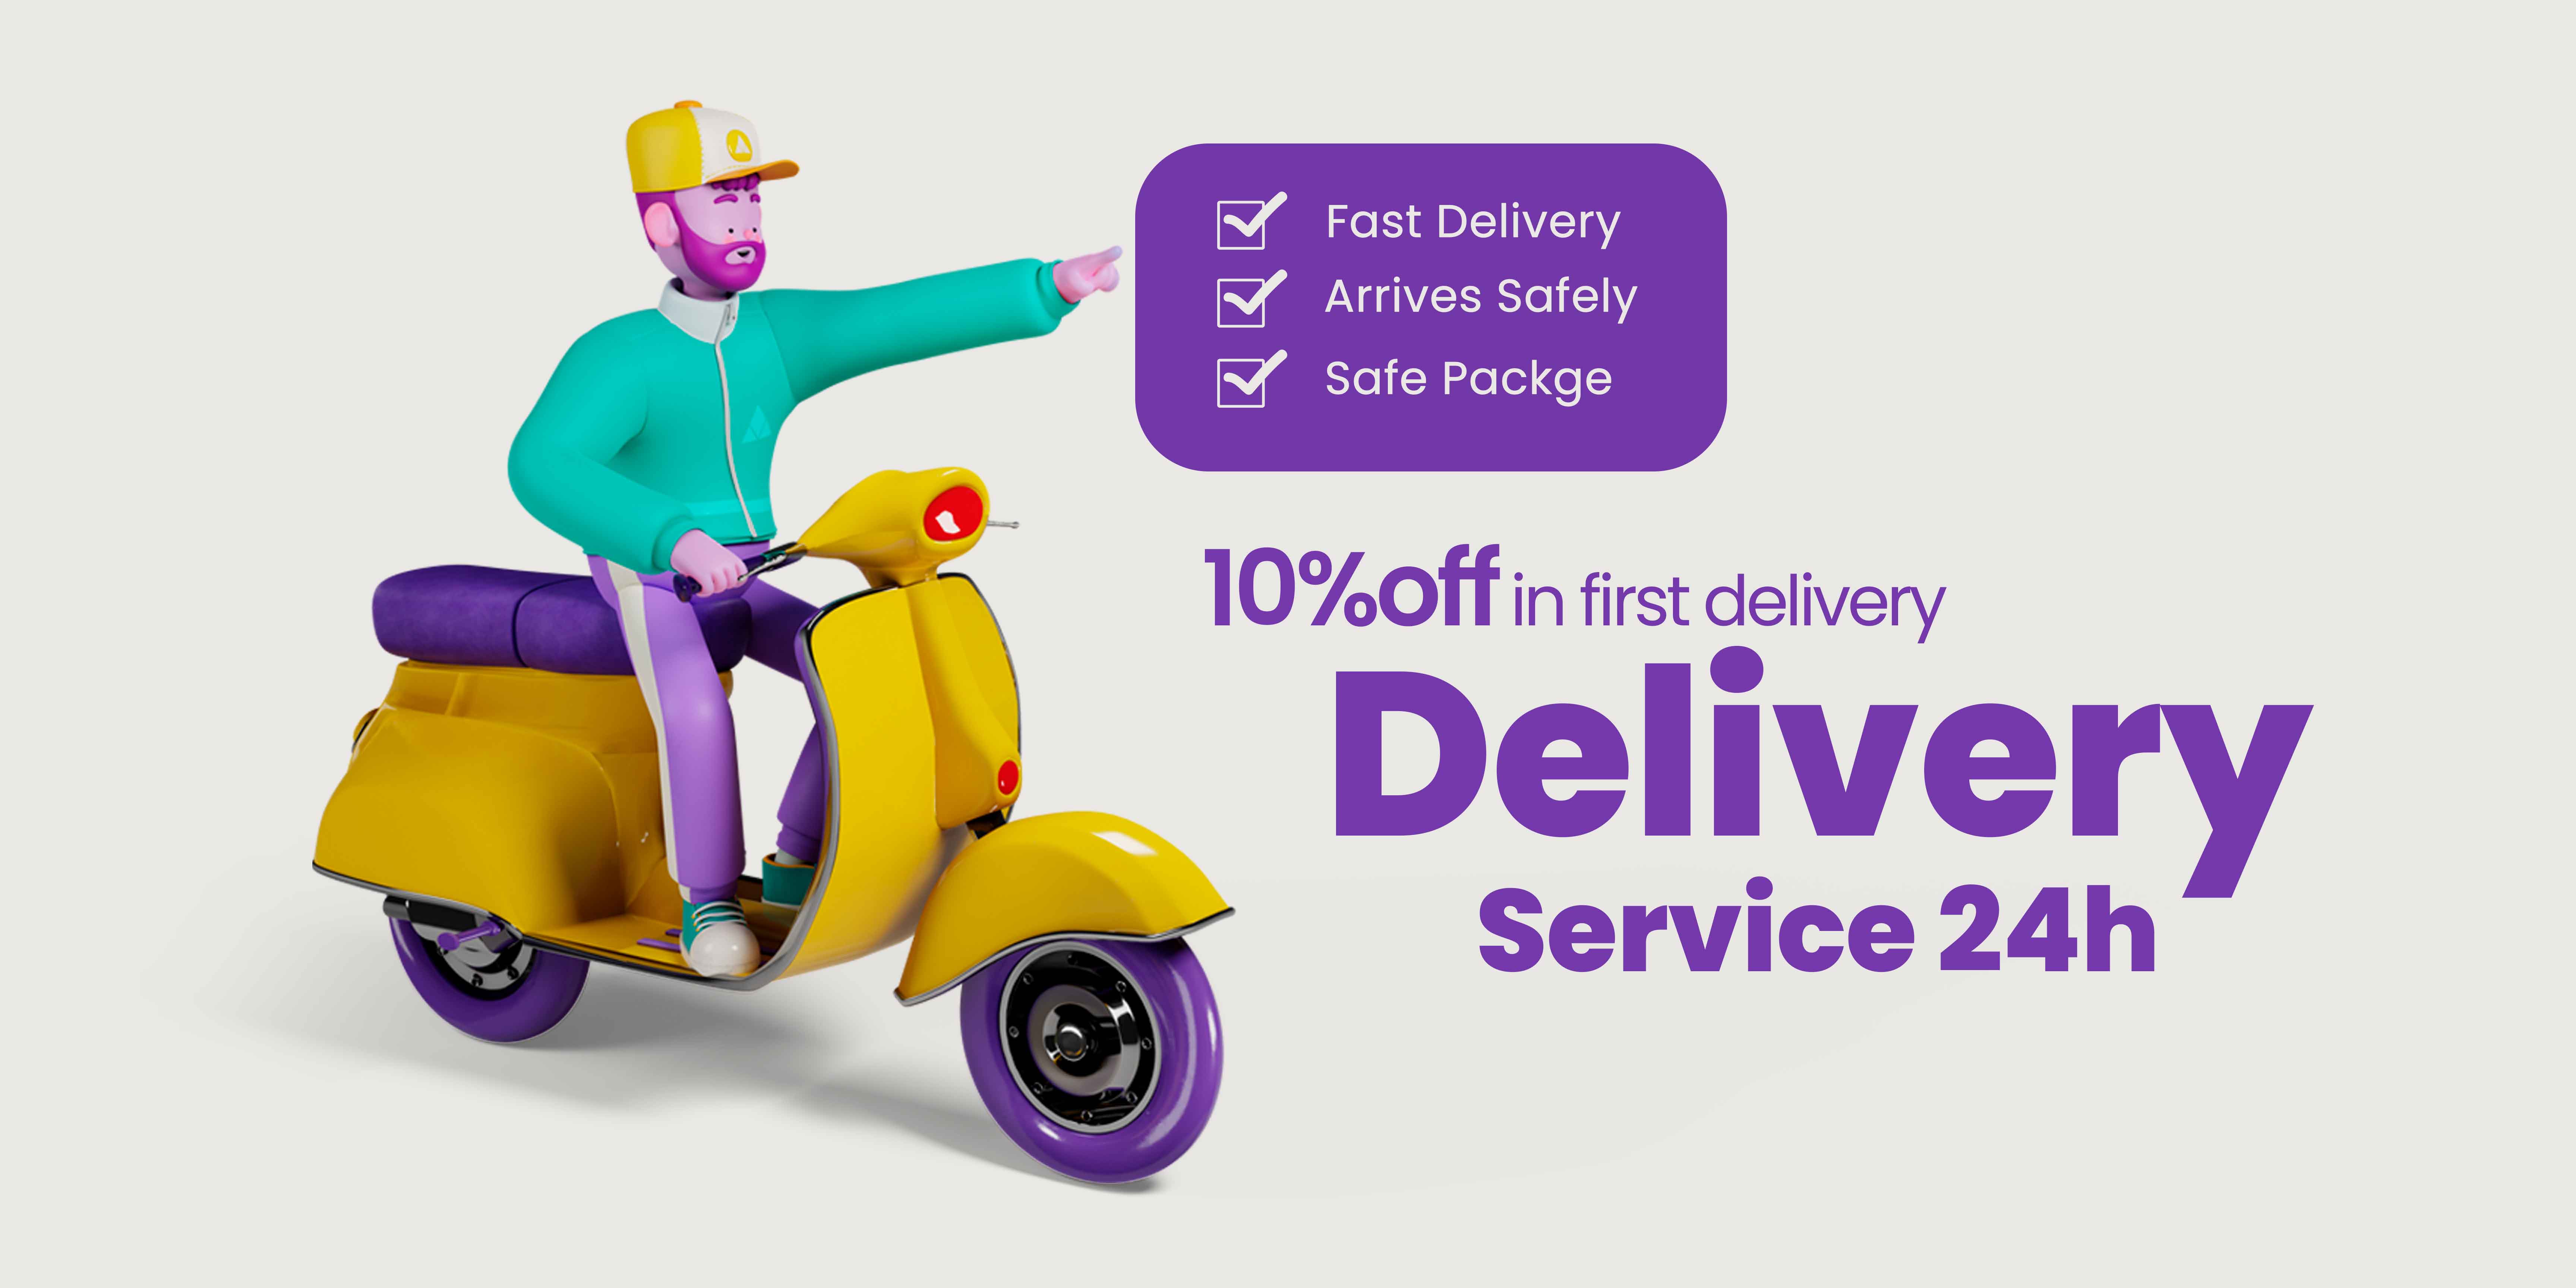 Fast Delivery
Arrives Safely
Safe Packge
10%off in first delivery
Delivery
Service 24h